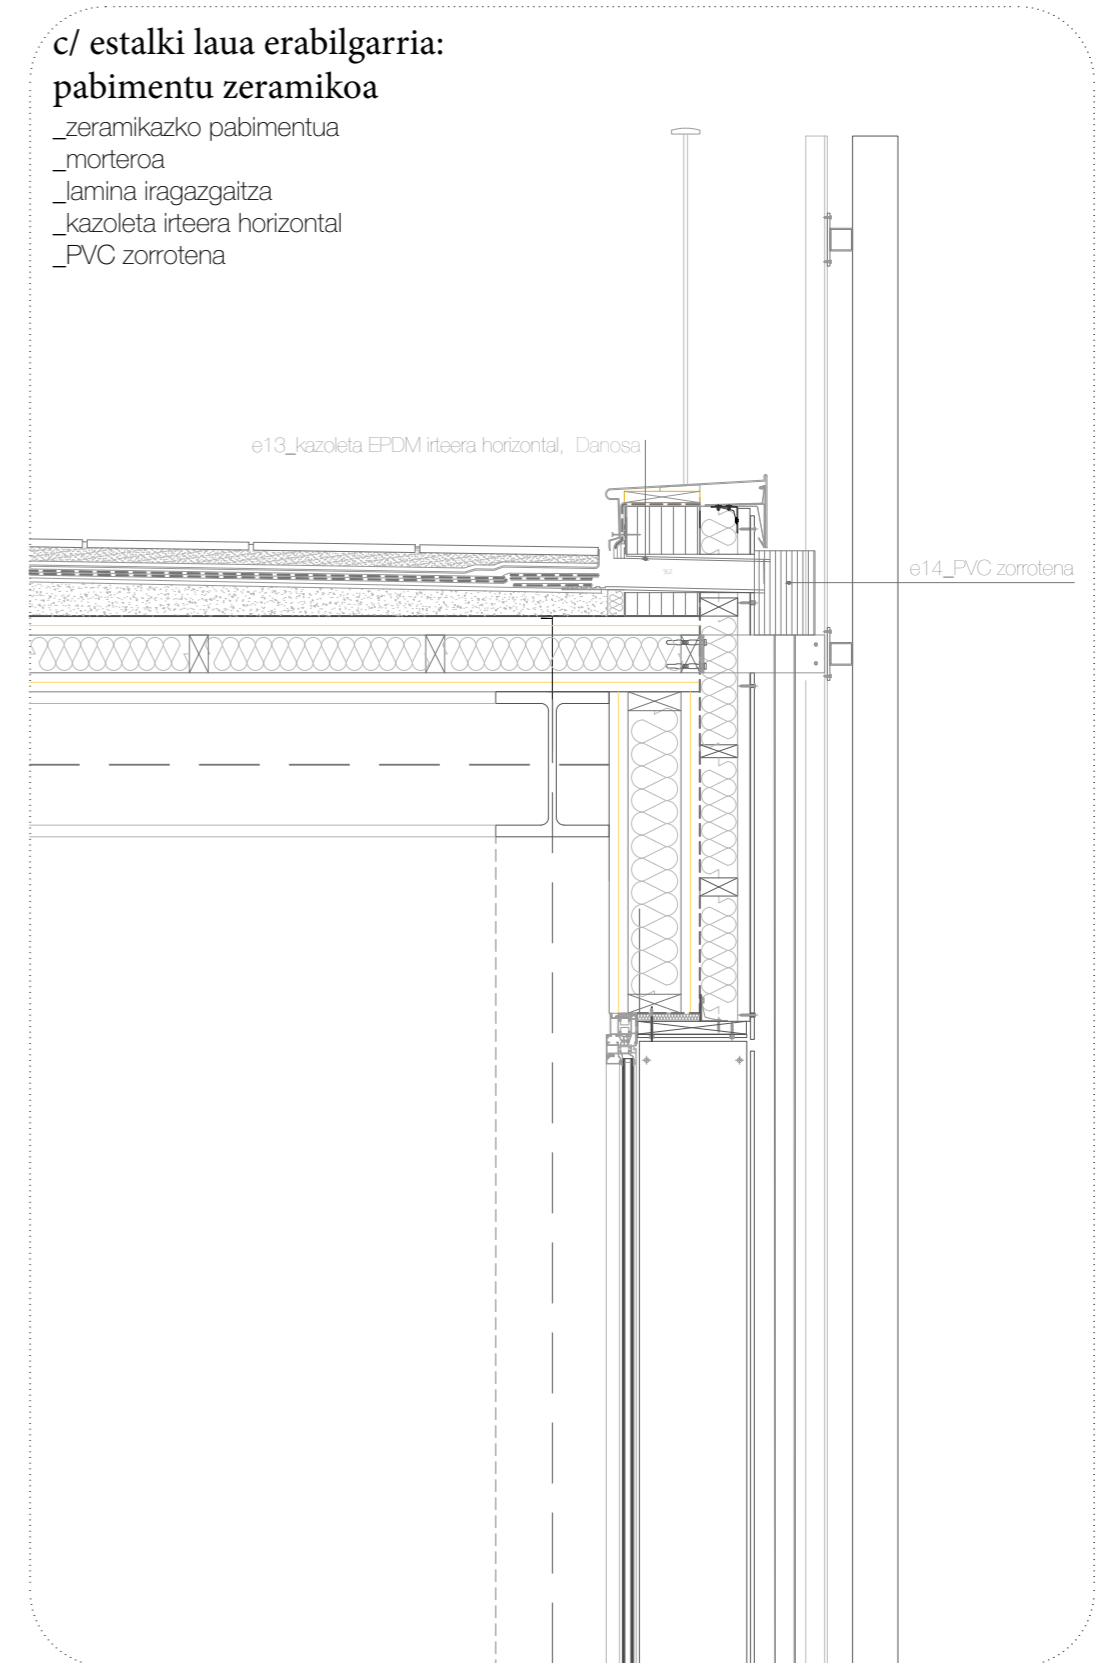 c/ estalki laua erabilgarria:
pabimentu zeramikoa
_zeramikazko pabimentua
_morteroa
_lamina iragazgaitza
_kazoleta irteera horizontal
_PVC zorrotena
e13_kazoleta EPDM irteera horizontal, Danosa
e14_PVC zorrotena